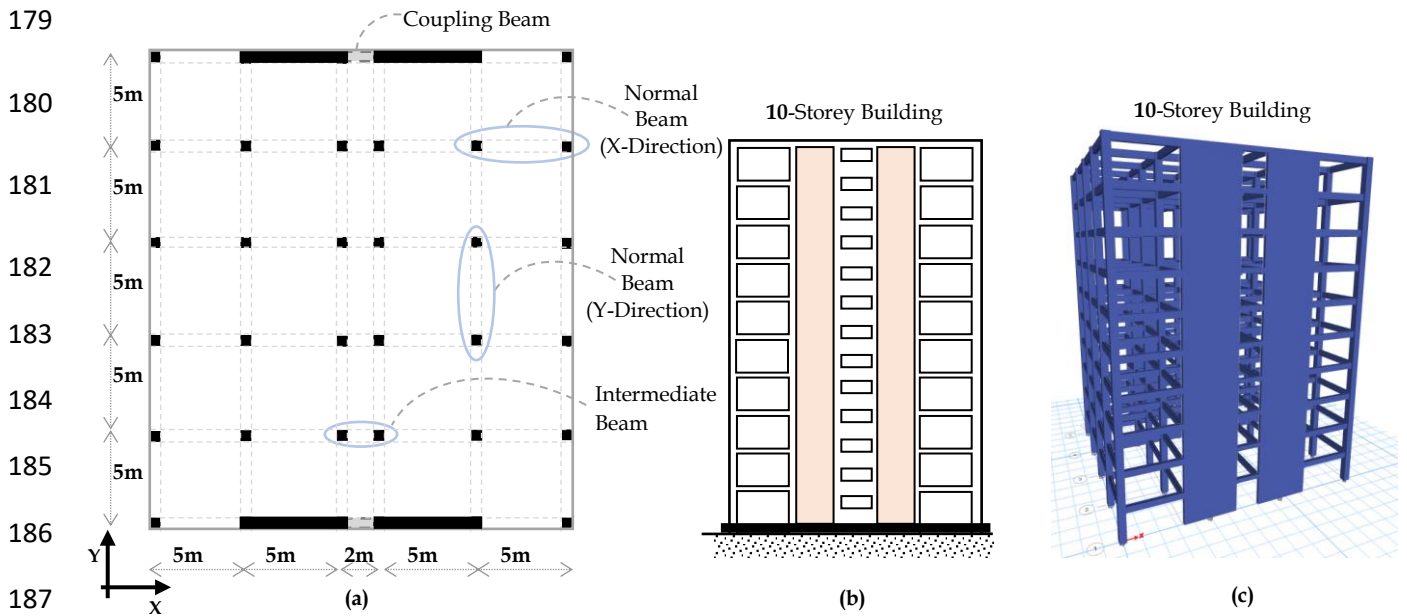 179
180
181
182
183
184
185
186
187
Coupling Beam
5m
5m
5m
5m
5m
Normal
Beam
(X-Direction)
Normal
Beam
(Y-Direction)
Intermediate
Beam
Y
X
5m
5m
2m
5m
5m
(a)
10-Storey Building
(b)
10-Storey Building
(c)